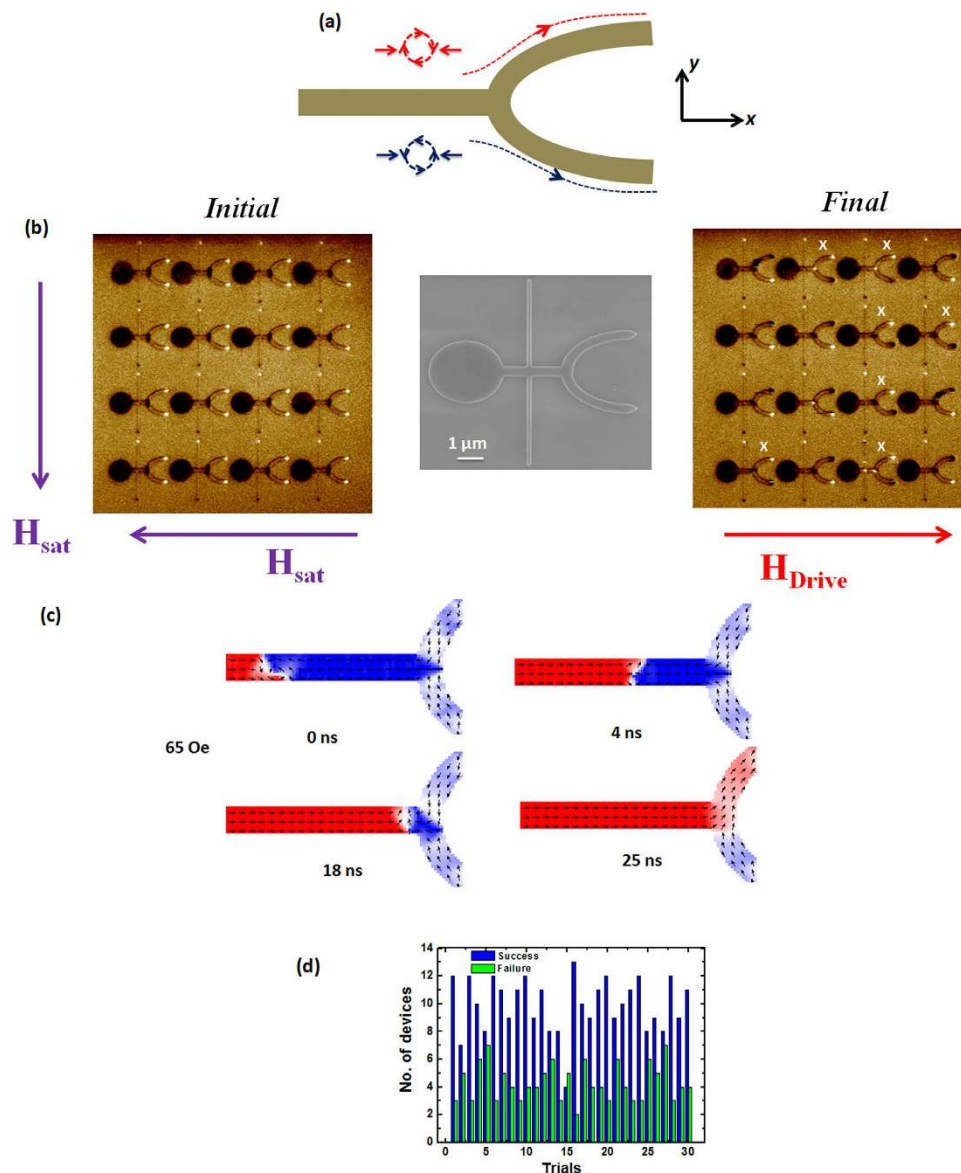 (a)
y
x
(b)
Initial
Final
X X
X X
X
X X
1 µm
H_sat
H_sat
H_Drive
(c)
65 Oe
0 ns
4 ns
18 ns
25 ns
(d)
Success
Failure
No. of devices
14
12
10
8
6
4
2
0
0 5 10 15 20 25 30
Trials